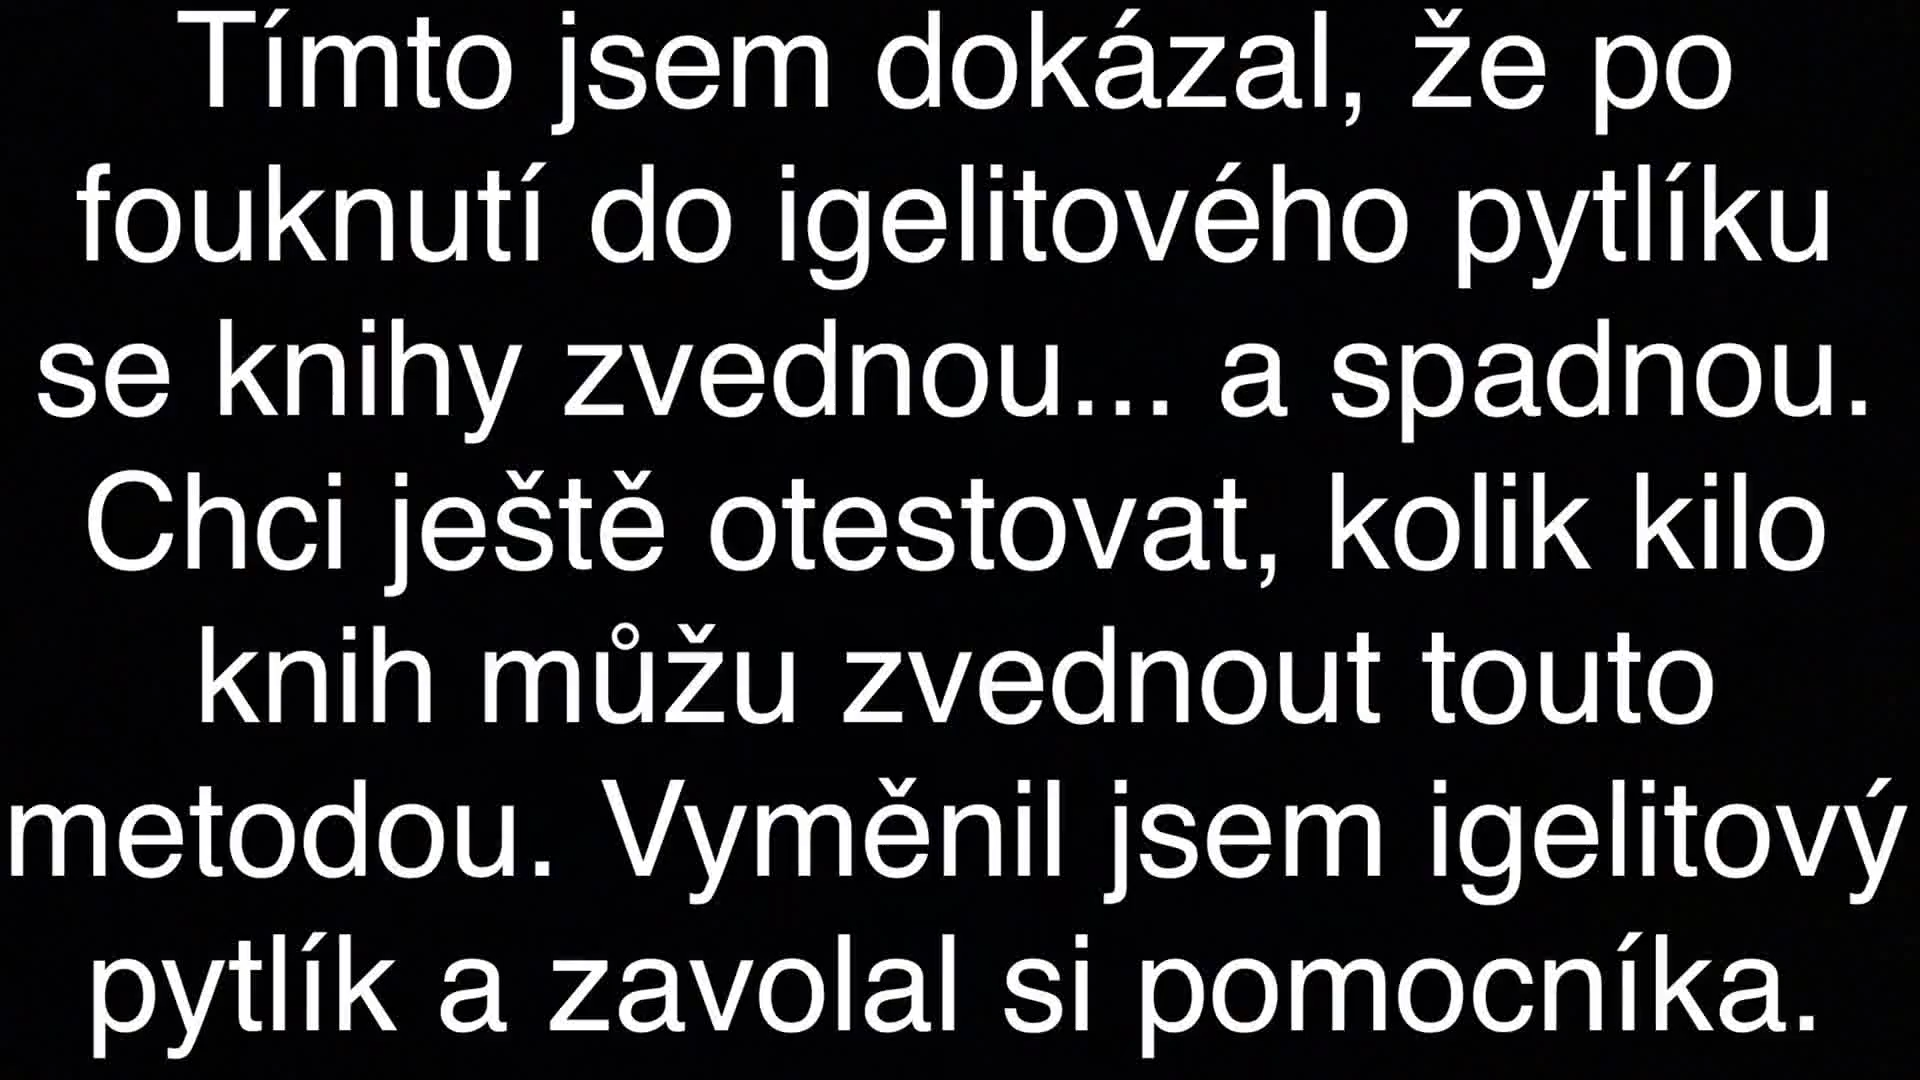 Tímto jsem dokázal, že po
fouknutí do igelitového pytlíku
se knihy zvednou... a spadnou.
Chci ještě otestovat, kolik kilo
knih můžu zvednout touto
metodou. Vyměnil jsem igelitový
pytlík a zavolal si pomocníka.